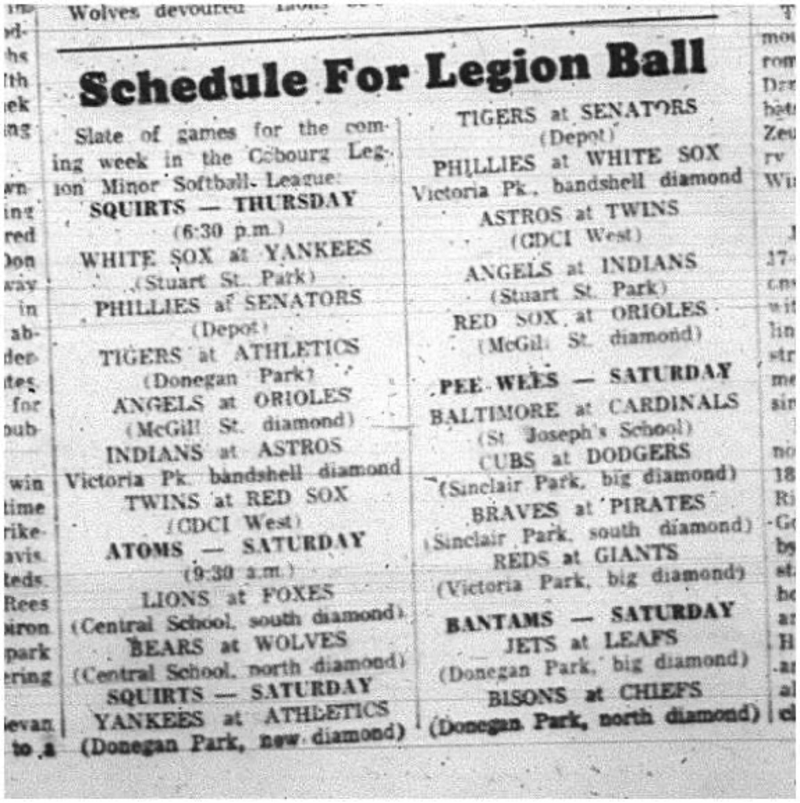 Wolves devoured
Schedule For Legion Ball
Slate of games for the com-
ing week in the Cobourg Leg-
ion Minor Softball League:
SQUIRTS — THURSDAY
(6:30 p.m.)
WHITE SOX at YANKEES
(Stuart St. Park)
PHILLIES at SENATORS
(Depot)
TIGERS at ATHLETICS
(Donegan Park)
ANGELS at ORIOLES
(McGill St. diamond)
INDIANS at ASTROS
Victoria Pk. bandshell diamond
TWINS at RED SOX
(CDCI West)
ATOMS — SATURDAY
(9:30 a.m.)
LIONS at FOXES
(Central School, south diamond)
BEARS at WOLVES
(Central School, north diamond)
SQUIRTS — SATURDAY
YANKEES at ATHLETICS
(Donegan Park, new diamond)
TIGERS at SENATORS
(Depot)
PHILLIES at WHITE SOX
Victoria Pk. bandshell diamond
ASTROS at TWINS
(CDCI West)
ANGELS at INDIANS
(Stuart St. Park)
RED SOX at ORIOLES
(McGill St. diamond)
PEE WEES — SATURDAY
BALTIMORE at CARDINALS
(St. Joseph's School)
CUBS at DODGERS
(Sinclair Park, big diamond)
BRAVES at PIRATES
(Sinclair Park, south diamond)
REDS at GIANTS
(Victoria Park, big diamond)
BANTAMS — SATURDAY
JETS at LEAFS
(Donegan Park, big diamond)
BISONS at CHIEFS
(Donegan Park, north diamond)